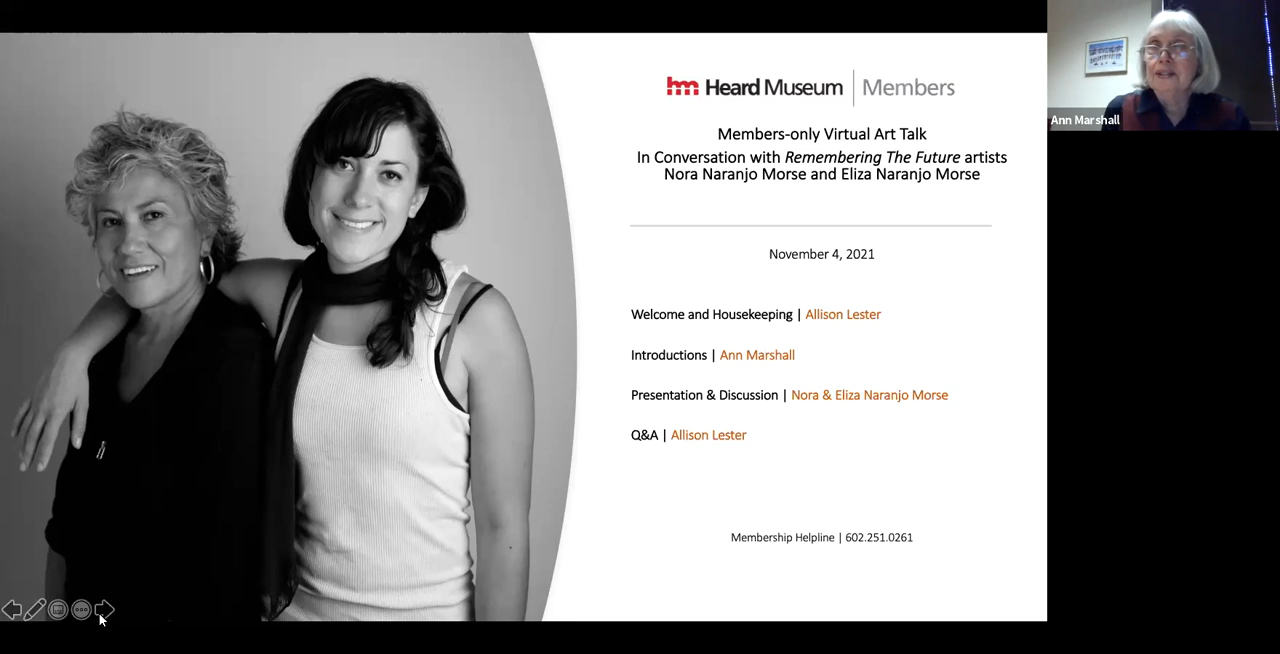 hm Heard Museum | Members
Members-only Virtual Art Talk
In Conversation with Remembering The Future artists
Nora Naranjo Morse and Eliza Naranjo Morse
November 4, 2021
Welcome and Housekeeping | Allison Lester
Introductions | Ann Marshall
Presentation & Discussion | Nora & Eliza Naranjo Morse
Q&A | Allison Lester
Membership Helpline | 602.251.0261
Ann Marshall